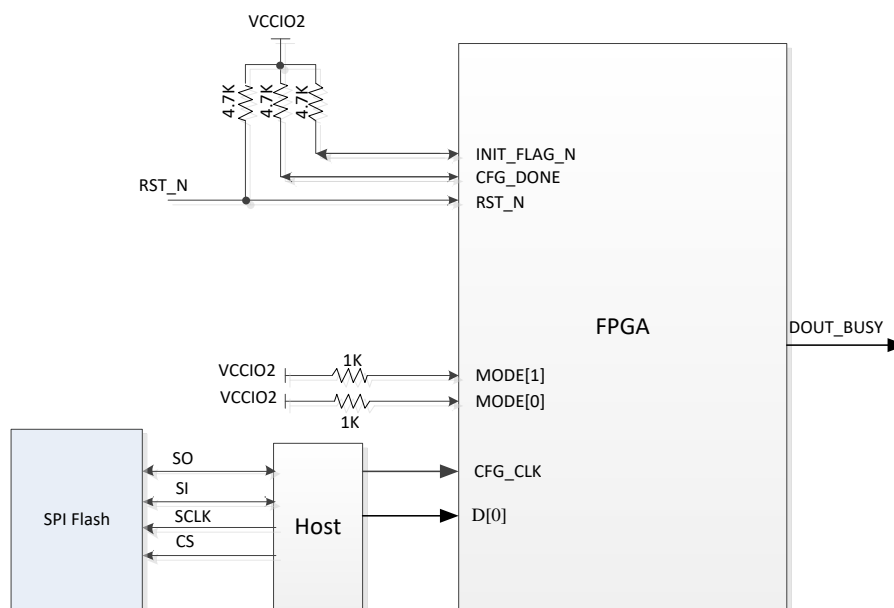 VCCIO2
4.7K
4.7K
4.7K
INIT_FLAG_N
CFG_DONE
RST_N
RST_N
FPGA
DOUT_BUSY
1K
VCCIO2
MODE[1]
VCCIO2
MODE[0]
1K
SO
CFG_CLK
SI
SPI Flash
SCLK
Host
D[0]
CS